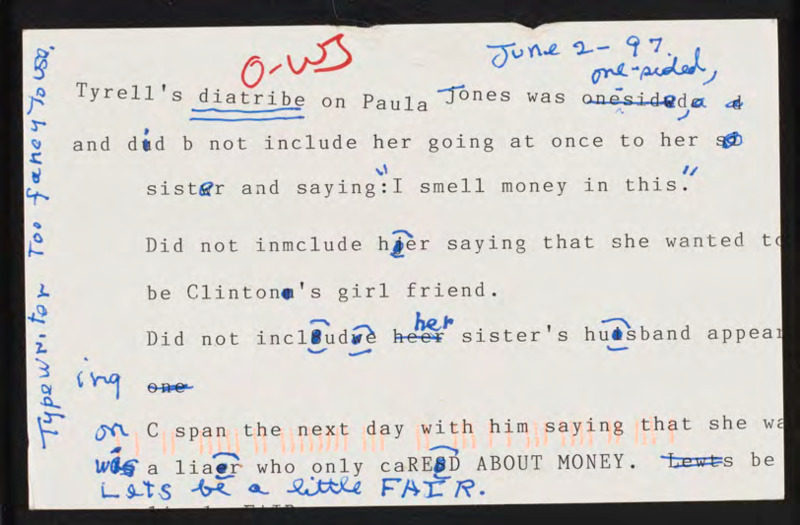 O-WJ
June 2-97.
one-sided,
Tyrell's diatribe on Paula Jones was onesided,a d
and did b not include her going at once to her so
sister and saying:"I smell money in this."
Did not inmclude hjer saying that she wanted to
be Clinton's girl friend.
her
Did not incl8udwe heer sister's huisband appear
ing one
on C span the next day with him saying that she wa
was a liaer who only caRESD ABOUT MONEY. Lewts be
Lets be a little FAIR.
Typewriter Too fancy To use.